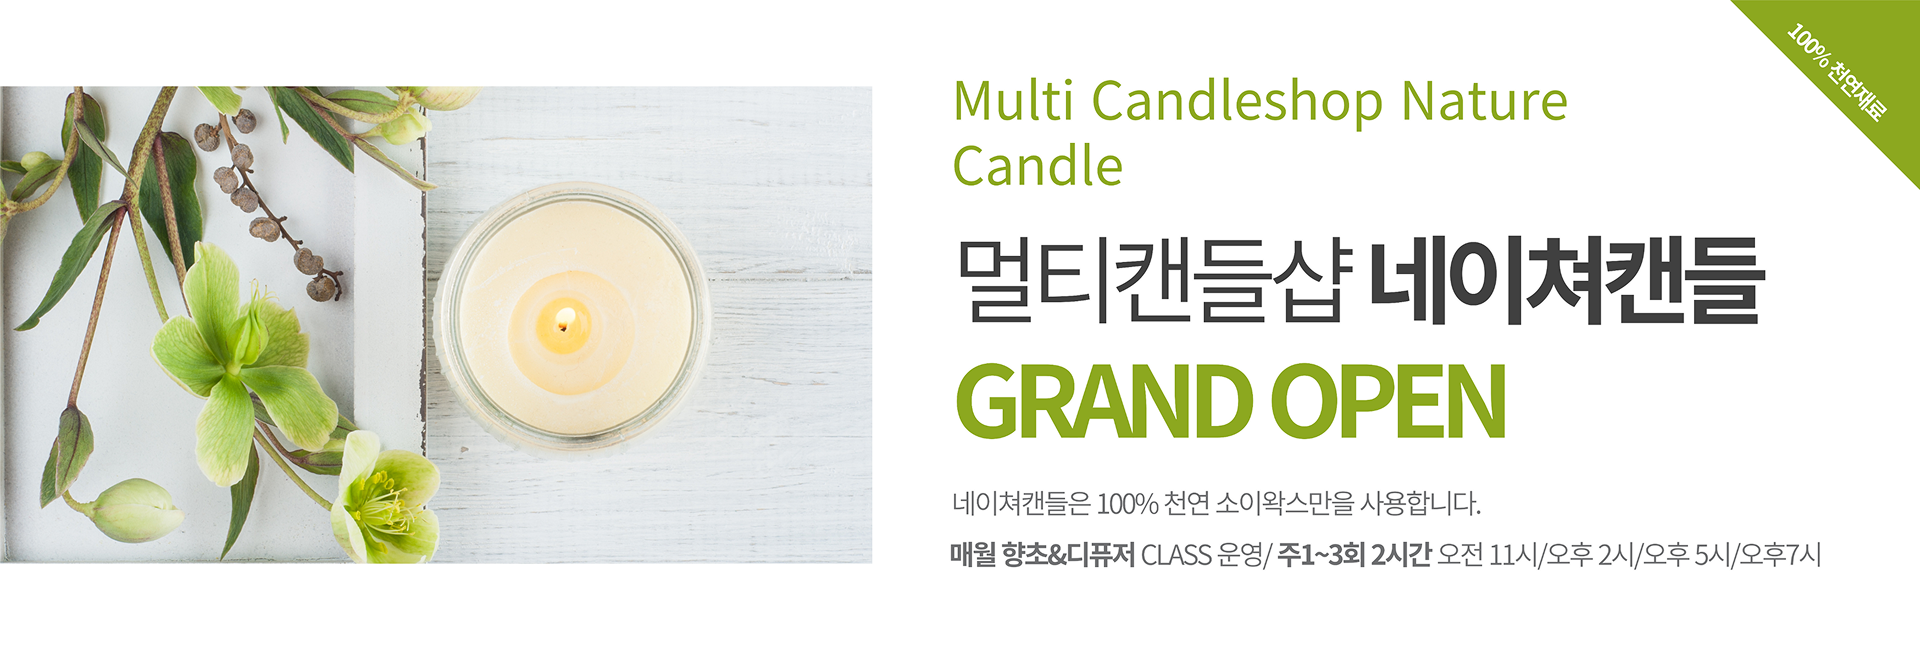 100% 천연재료
Multi Candleshop Nature
Candle
멀티캔들샵 네이쳐캔들
GRAND OPEN
네이쳐캔들은 100% 천연 소이왁스만을 사용합니다.
매월 향초&디퓨저 CLASS 운영/ 주1~3회 2시간 오전 11시/오후 2시/오후 5시/오후7시